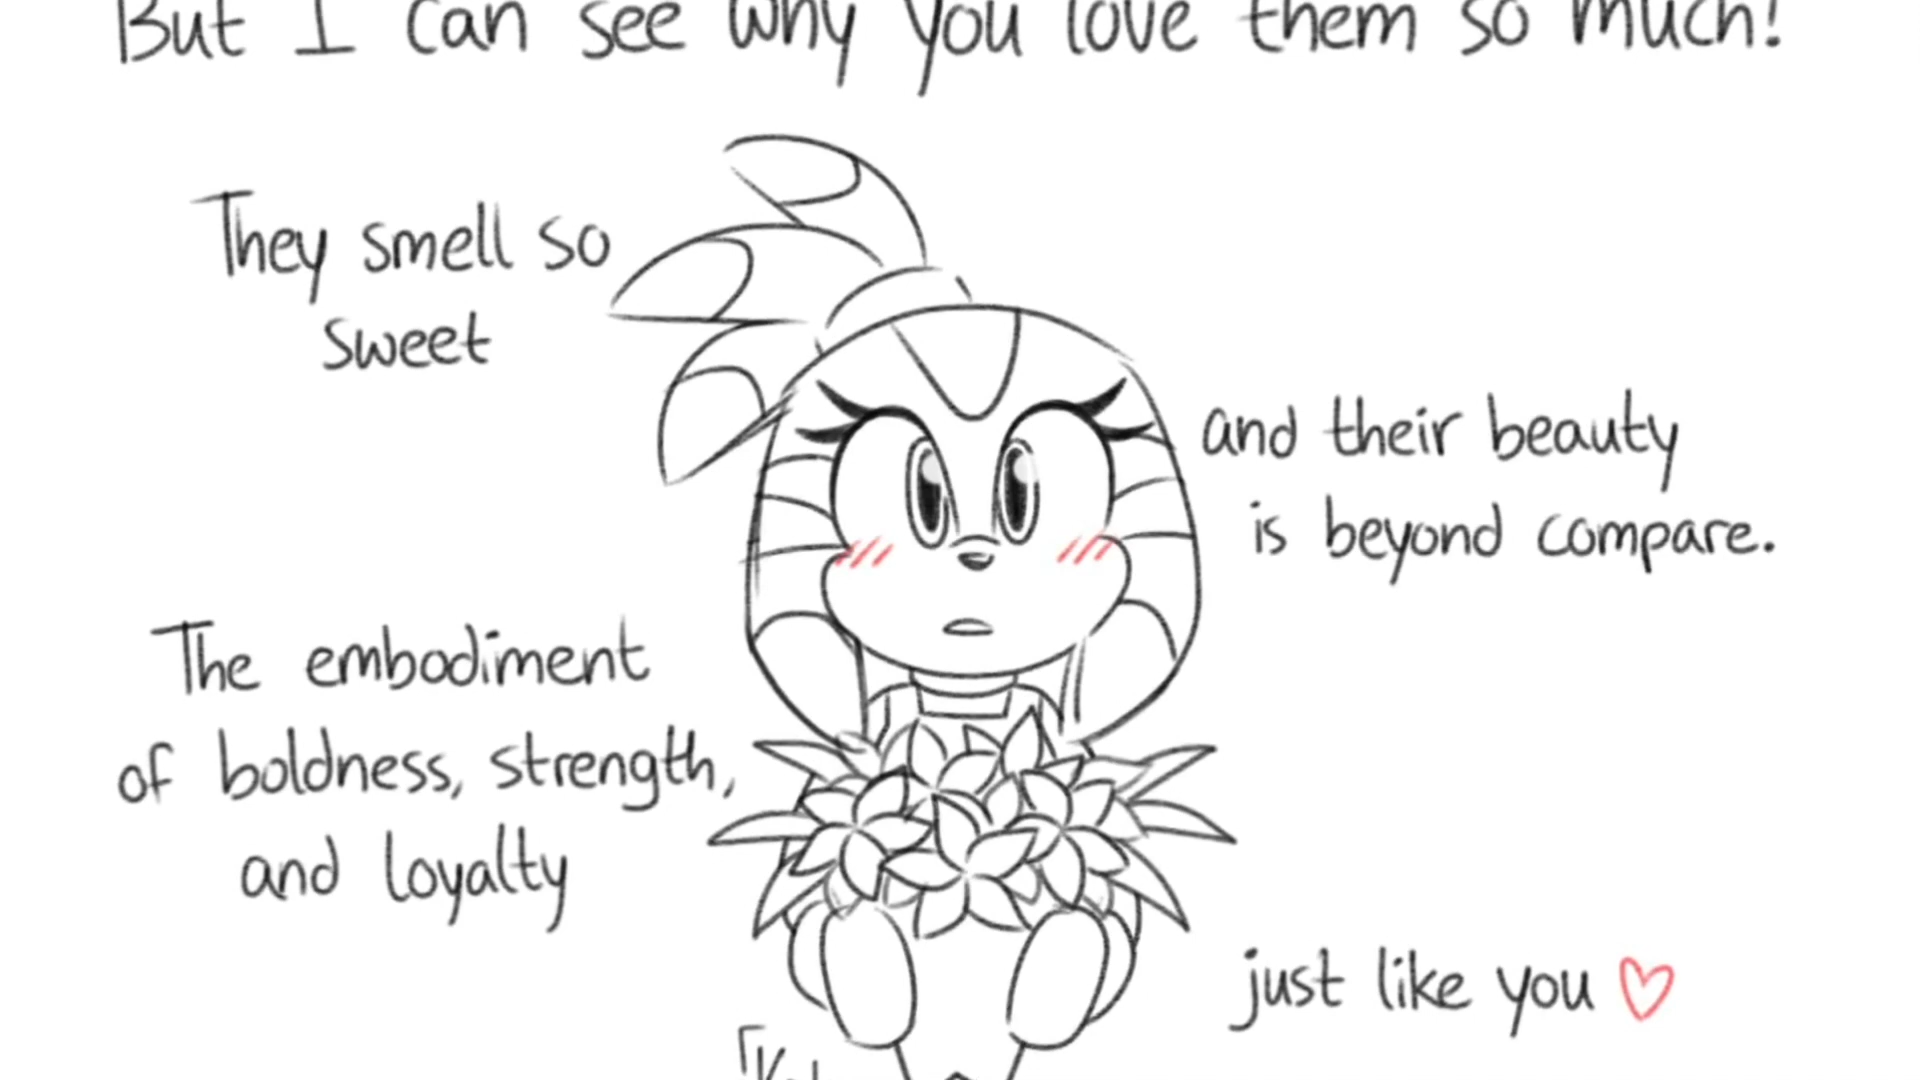 But I can see why you love them so much!
They smell so
sweet
and their beauty
is beyond compare.
The embodiment
of boldness, strength,
and loyalty
just like you ♡